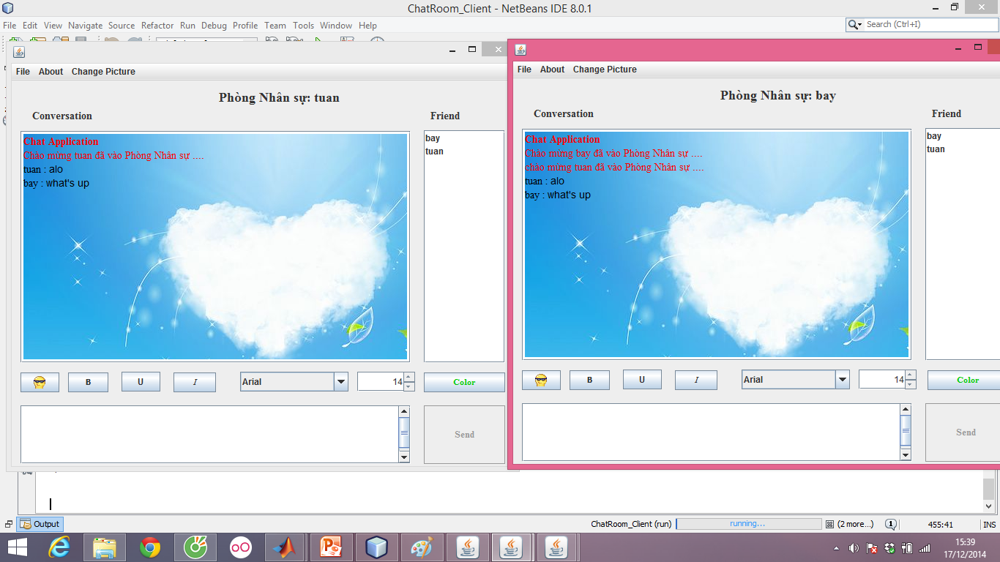 ChatRoom_Client - NetBeans IDE 8.0.1
File Edit View Navigate Source Refactor Run Debug Profile Team Tools Window Help
Search (Ctrl+I)
File About Change Picture
Phòng Nhân sự: tuan
Conversation
Friend
Chat Application
Chào mừng tuan đã vào Phòng Nhân sự ....
tuan : alo
bay : what's up
bay
tuan
B U I Arial 14 Color
Send
File About Change Picture
Phòng Nhân sự: bay
Conversation
Friend
Chat Application
Chào mừng bay đã vào Phòng Nhân sự ....
chào mừng tuan đã vào Phòng Nhân sự ....
tuan : alo
bay : what's up
bay
tuan
B U I Arial 14 Color
Send
Output
ChatRoom_Client (run) running... (2 more...) 1 455:41 INS
15:39
17/12/2014